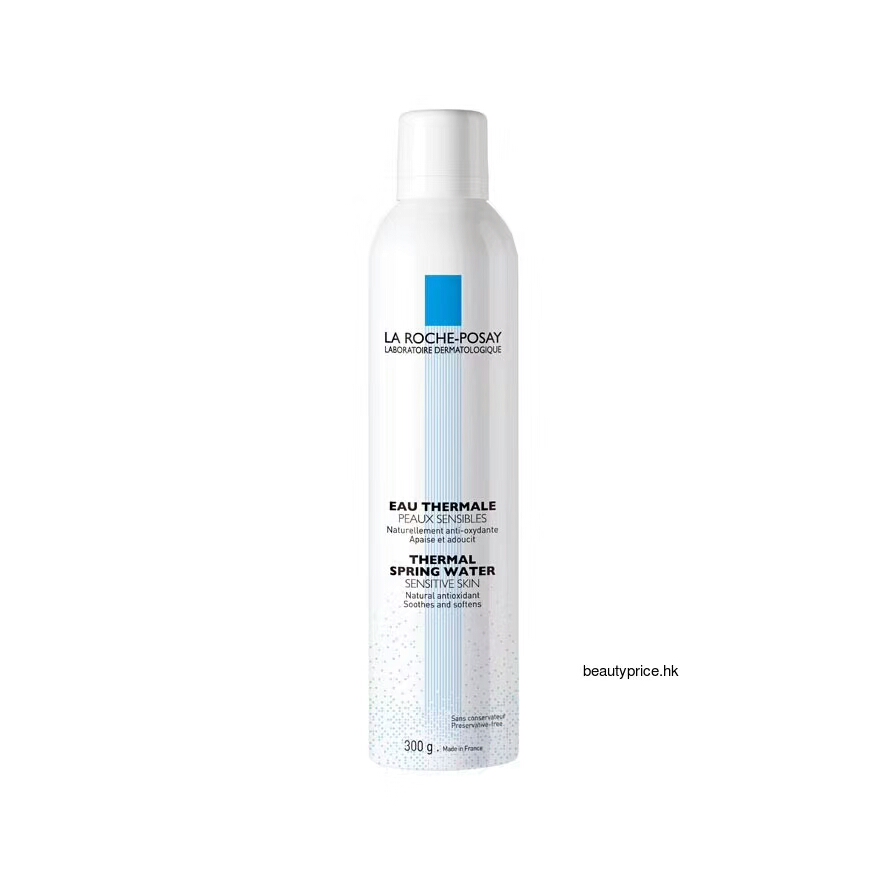 LA ROCHE-POSAY
LABORATOIRE DERMATOLOGIQUE
EAU THERMALE
PEAUX SENSIBLES
Naturellement anti-oxydante
Apaise et adoucit
THERMAL
SPRING WATER
SENSITIVE SKIN
Natural antioxidant
Soothes and softens
beautyprice.hk
Sans conservateur
Preservative-free
300 g . Made in France